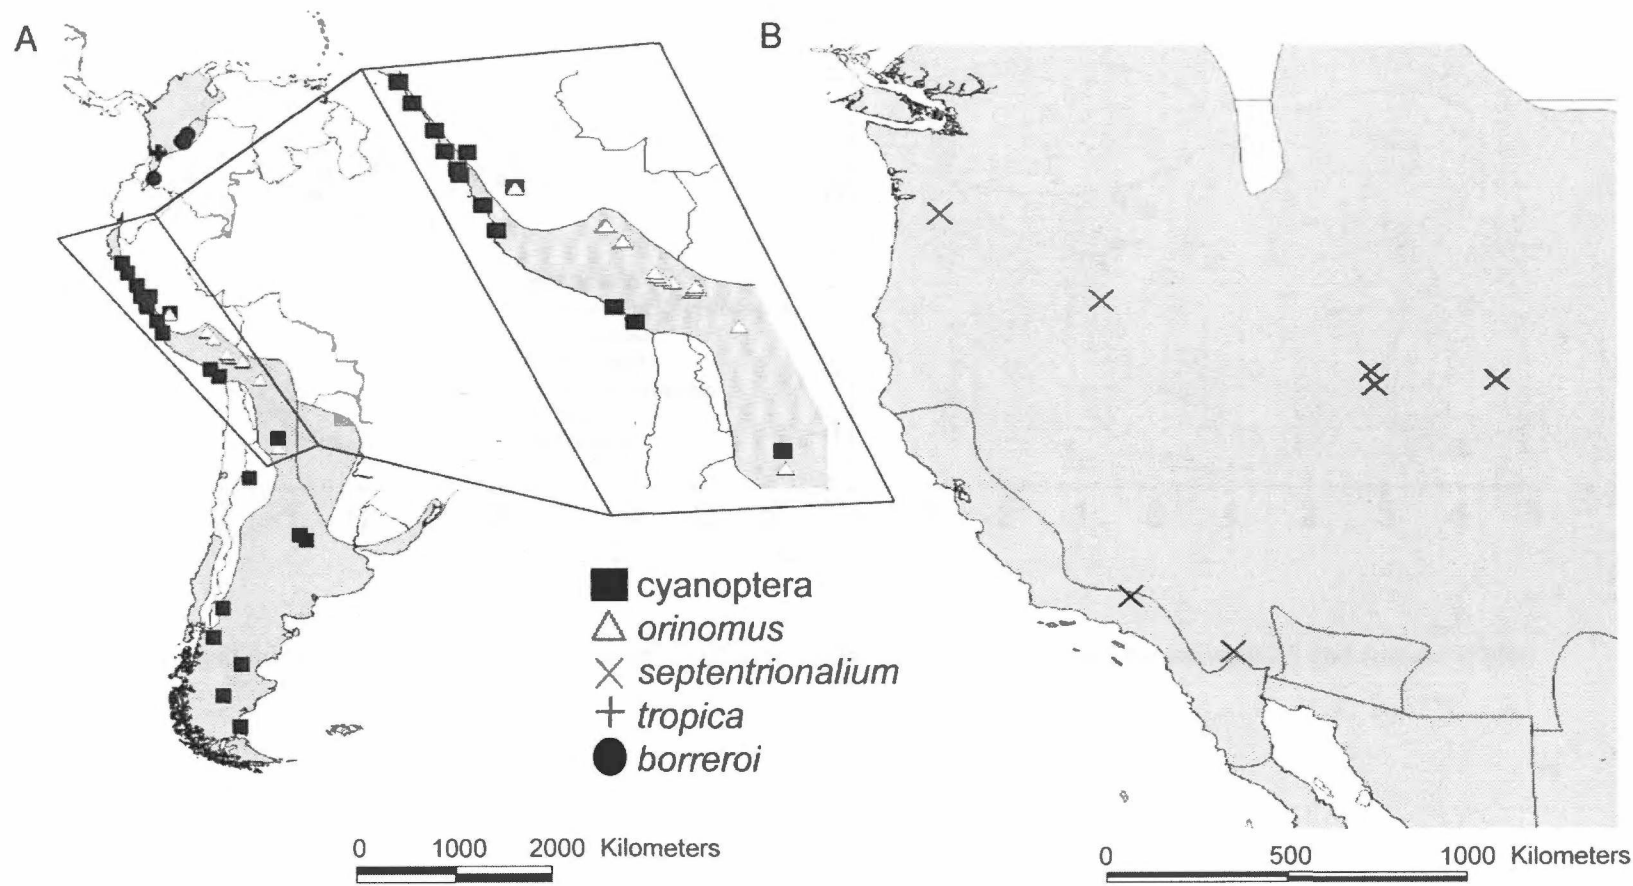 A
B
cyanoptera
orinomus
septentrionalium
tropica
borreroi
0 1000 2000 Kilometers
0 500 1000 Kilometers